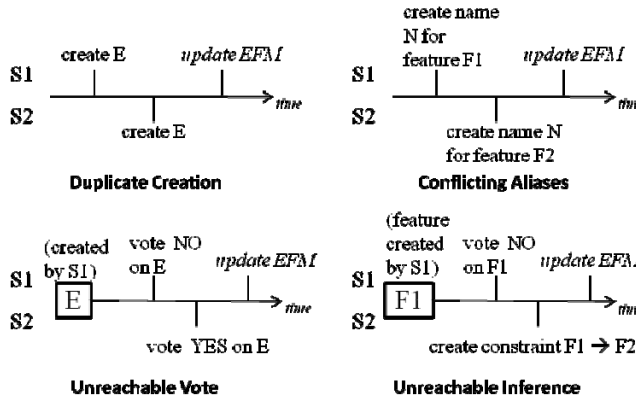 create E
update EFM
S1
S2
time
create E
Duplicate Creation
create name
N for
feature F1
update EFM
S1
S2
time
create name N
for feature F2
Conflicting Aliases
(created
by S1)
vote NO
on E
update EFM
S1
E
S2
time
vote YES on E
Unreachable Vote
(feature
created
by S1)
vote NO
on F1
update EFM
S1
F1
S2
time
create constraint F1 → F2
Unreachable Inference